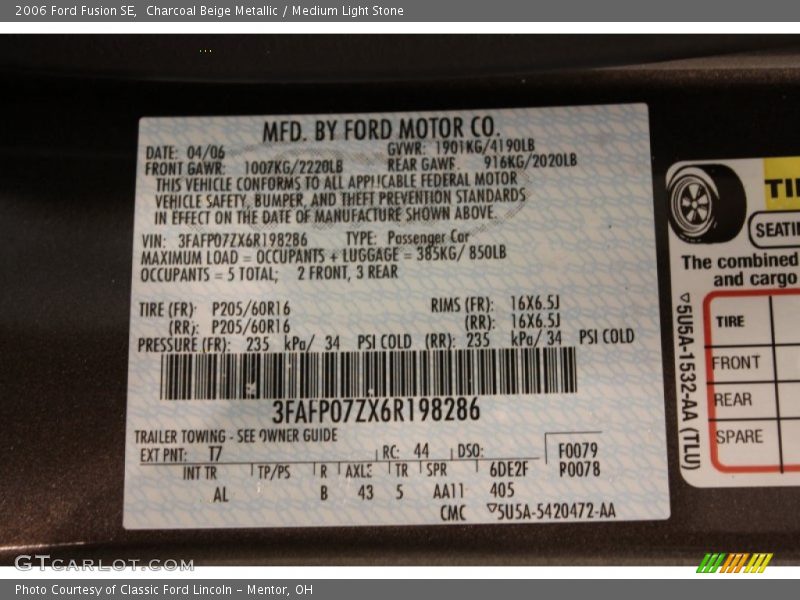 2006 Ford Fusion SE,  Charcoal Beige Metallic / Medium Light Stone
MFD. BY FORD MOTOR CO.
DATE: 04/06 GVWR: 1901KG/4190LB
FRONT GAWR: 1007KG/2220LB REAR GAWR. 916KG/2020LB
THIS VEHICLE CONFORMS TO ALL APPLICABLE FEDERAL MOTOR
VEHICLE SAFETY, BUMPER, AND THEFT PREVENTION STANDARDS
IN EFFECT ON THE DATE OF MANUFACTURE SHOWN ABOVE.
VIN: 3FAFP07ZX6R198286 TYPE: Passenger Car
MAXIMUM LOAD = OCCUPANTS + LUGGAGE = 385KG/ 850LB
OCCUPANTS = 5 TOTAL; 2 FRONT, 3 REAR
TIRE (FR): P205/60R16 RIMS (FR): 16X6.5J
(RR): P205/60R16 (RR): 16X6.5J
PRESSURE (FR): 235 kPa/ 34 PSI COLD (RR): 235 kPa/ 34 PSI COLD
3FAFP07ZX6R198286
TRAILER TOWING - SEE OWNER GUIDE
EXT PNT: T7 RC: 44 DSO: F0079
INT TR TP/PS R AXLE TR SPR 6DE2F P0078
AL B 43 5 AA11 405
CMC ▽5U5A-5420472-AA
The combined
and cargo
TIRE
FRONT
REAR
SPARE
▽5U5A-1532-AA (TLU)
GTCARLOT.COM
Photo Courtesy of Classic Ford Lincoln - Mentor, OH